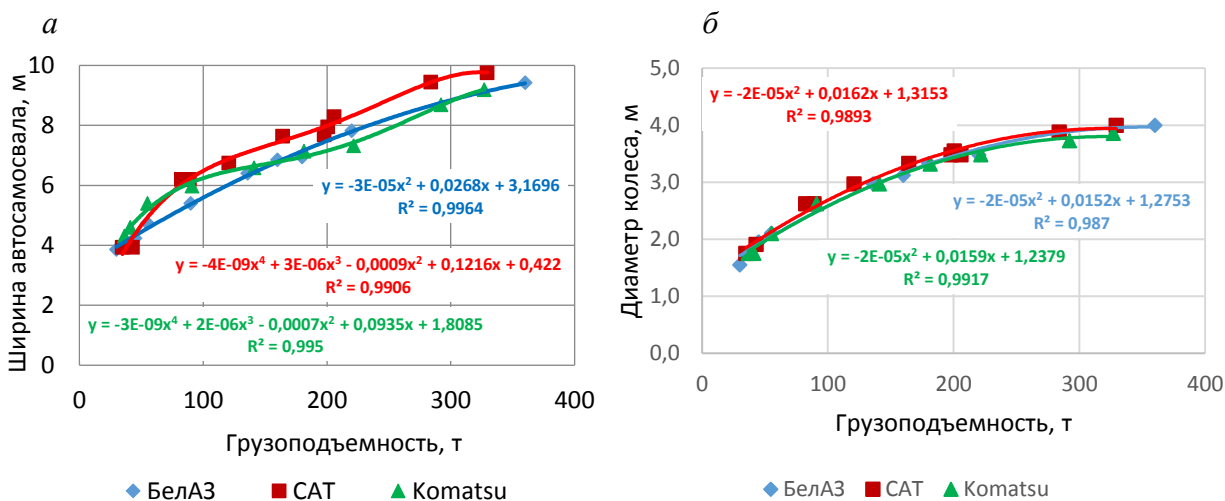 а
Ширина автосамосвала, м
10
8
6
4
2
0
y = -3E-05x² + 0,0268x + 3,1696
R² = 0,9964
y = -4E-09x⁴ + 3E-06x³ - 0,0009x² + 0,1216x + 0,422
R² = 0,9906
y = -3E-09x⁴ + 2E-06x³ - 0,0007x² + 0,0935x + 1,8085
R² = 0,995
0 100 200 300 400
Грузоподъемность, т
БелАЗ CAT Komatsu
б
Диаметр колеса, м
5,0
4,0
3,0
2,0
1,0
0,0
y = -2E-05x² + 0,0162x + 1,3153
R² = 0,9893
y = -2E-05x² + 0,0152x + 1,2753
R² = 0,987
y = -2E-05x² + 0,0159x + 1,2379
R² = 0,9917
0 100 200 300 400
Грузоподъемность, т
БелАЗ CAT Komatsu